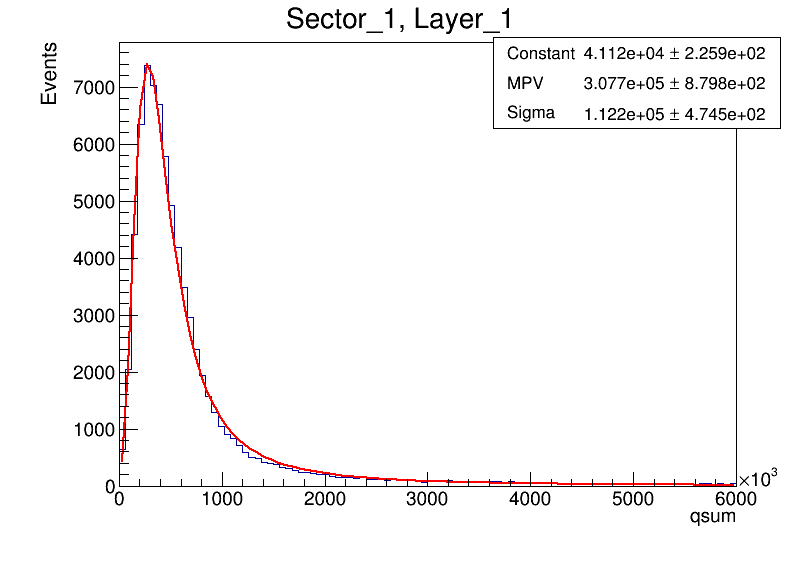 Sector_1, Layer_1
Constant 4.112e+04 ± 2.259e+02
MPV 3.077e+05 ± 8.798e+02
Sigma 1.122e+05 ± 4.745e+02
Events
7000
6000
5000
4000
3000
2000
1000
0
0 1000 2000 3000 4000 5000 6000
×10³
qsum